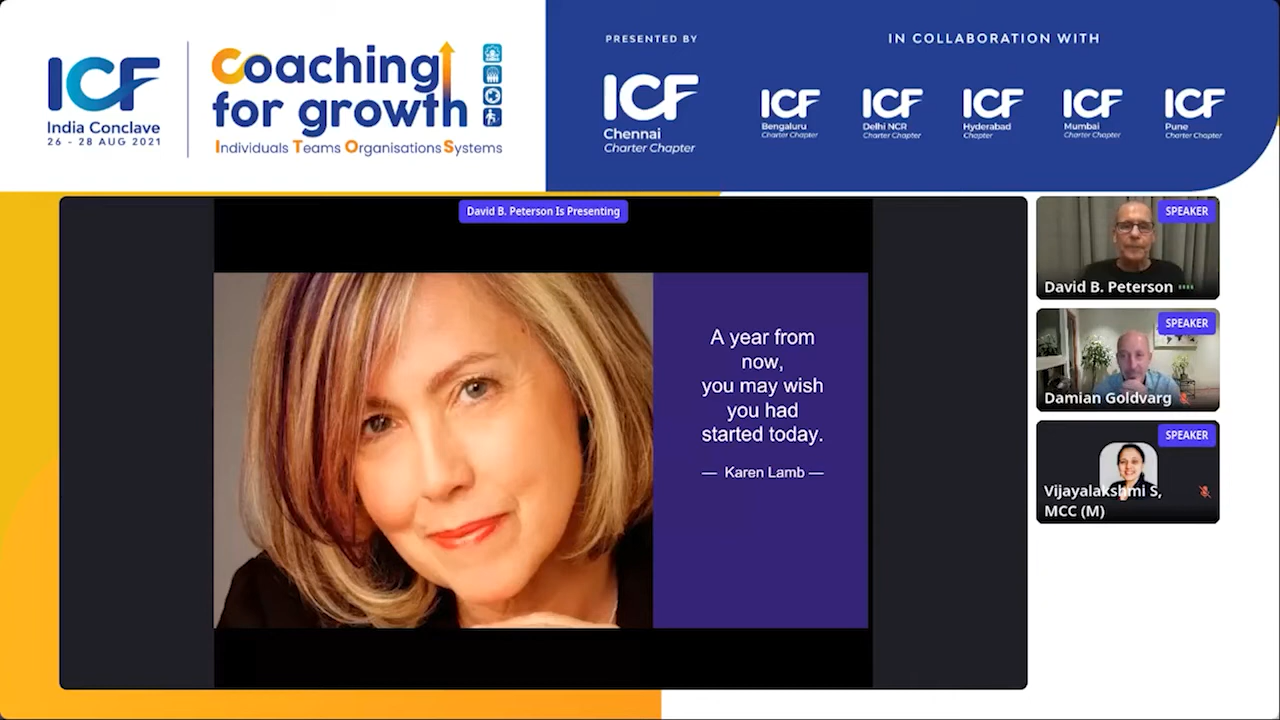 ICF
India Conclave
26 - 28 AUG 2021
Coaching
for growth
Individuals Teams Organisations Systems
PRESENTED BY
ICF
Chennai
Charter Chapter
IN COLLABORATION WITH
ICF
Bengaluru
Charter Chapter
ICF
Delhi NCR
Charter Chapter
ICF
Hyderabad
Charter Chapter
ICF
Mumbai
Charter Chapter
ICF
Pune
Charter Chapter
David B. Peterson Is Presenting
A year from
now,
you may wish
you had
started today.
— Karen Lamb —
SPEAKER
David B. Peterson
SPEAKER
Damian Goldvarg
SPEAKER
Vijayalakshmi S,
MCC (M)